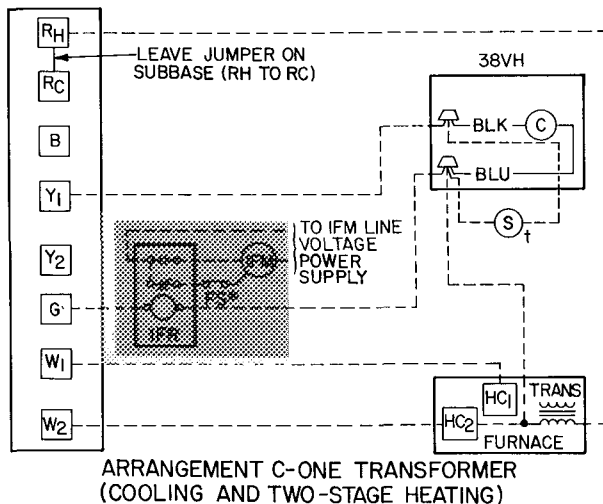 RH
LEAVE JUMPER ON
SUBBASE (RH TO RC)
RC
38VH
B
BLK
C
Y1
BLU
TO IFM LINE
VOLTAGE
POWER
SUPPLY
S
†
Y2
IFM
FS*
G
IFR
W1
HC1
TRANS
HC2
W2
FURNACE
ARRANGEMENT C-ONE TRANSFORMER
(COOLING AND TWO-STAGE HEATING)